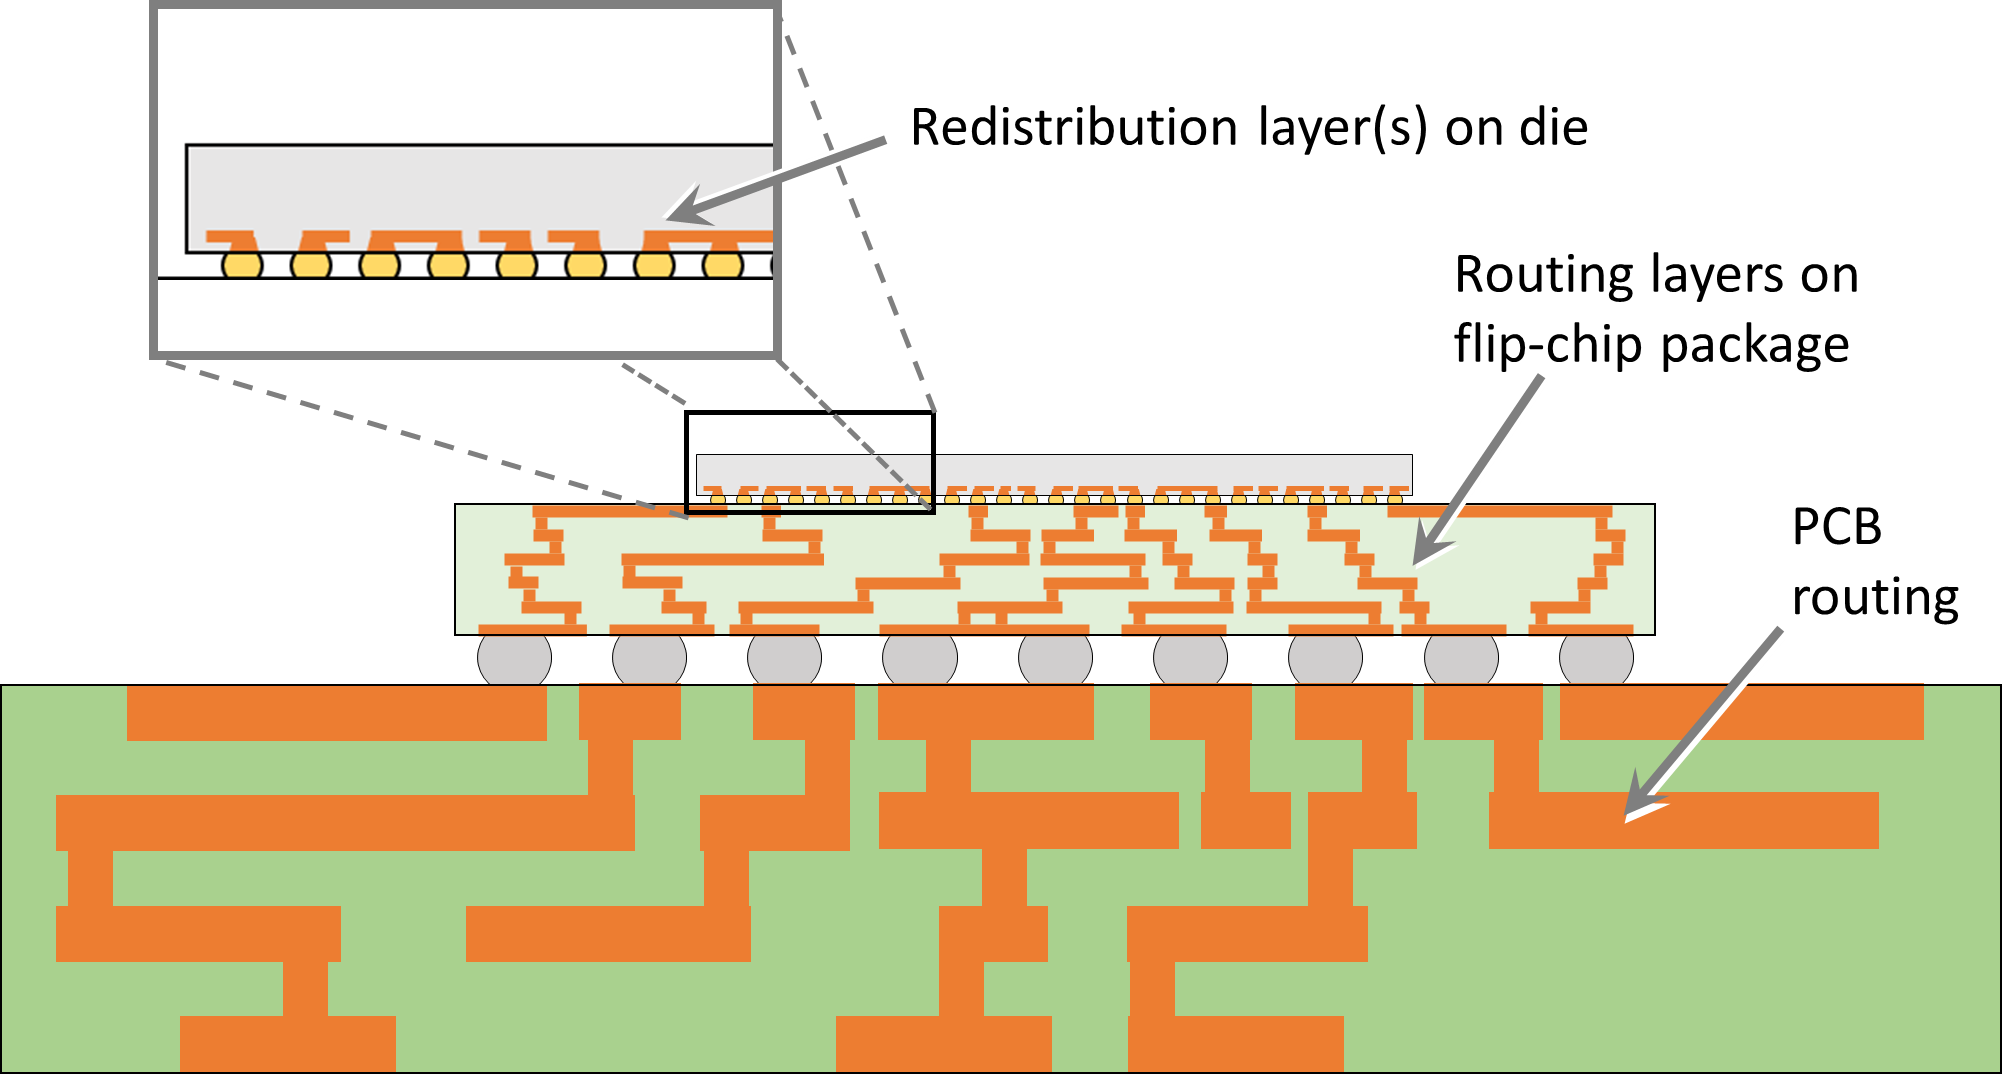 Redistribution layer(s) on die
Routing layers on
flip-chip package
PCB
routing